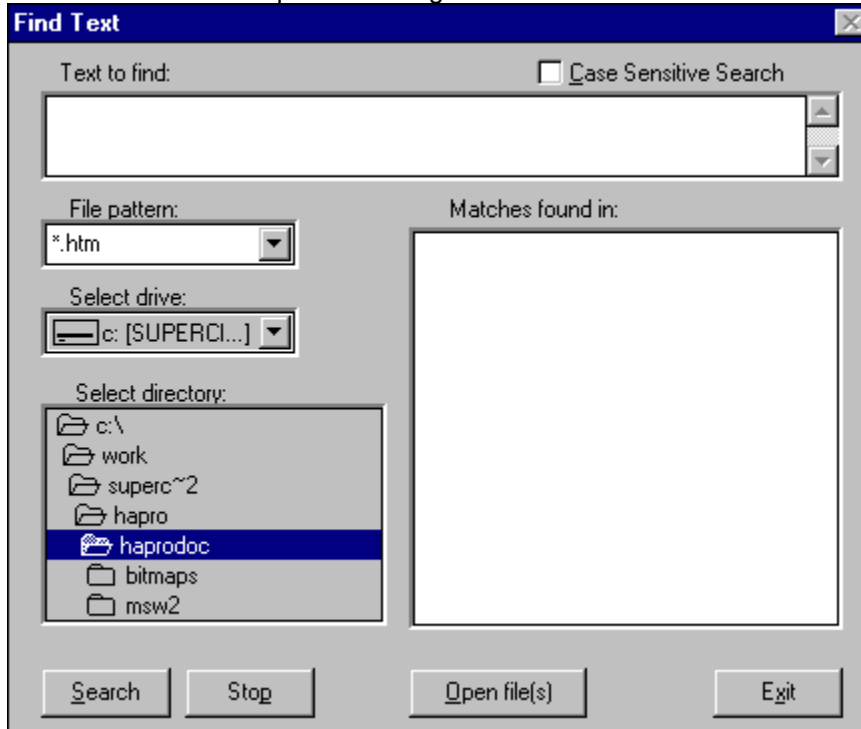 Find Text
Text to find:
Case Sensitive Search
File pattern:
Matches found in:
*.htm
Select drive:
c: [SUPERCI...]
Select directory:
c:\
work
superc~2
hapro
haprodoc
bitmaps
msw2
Search
Stop
Open file(s)
Exit